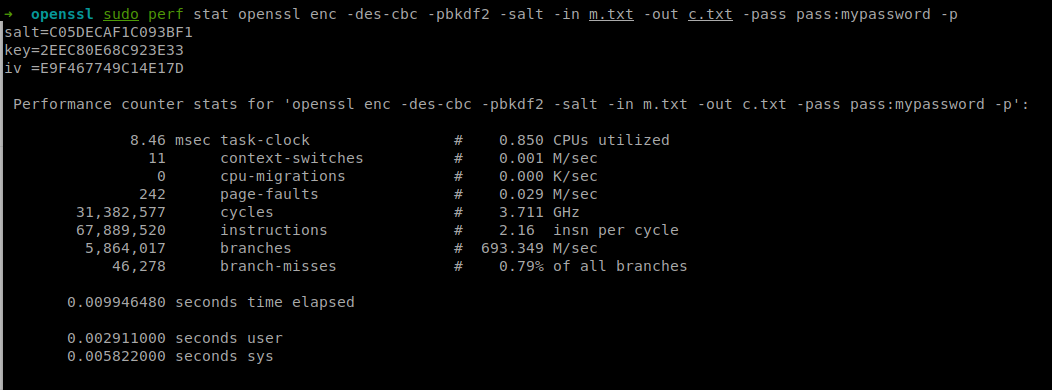 ➜  openssl sudo perf stat openssl enc -des-cbc -pbkdf2 -salt -in m.txt -out c.txt -pass pass:mypassword -p
salt=C05DECAF1C093BF1
key=2EEC80E68C923E33
iv =E9F467749C14E17D
Performance counter stats for 'openssl enc -des-cbc -pbkdf2 -salt -in m.txt -out c.txt -pass pass:mypassword -p':
8.46 msec task-clock # 0.850 CPUs utilized
11 context-switches # 0.001 M/sec
0 cpu-migrations # 0.000 K/sec
242 page-faults # 0.029 M/sec
31,382,577 cycles # 3.711 GHz
67,889,520 instructions # 2.16 insn per cycle
5,864,017 branches # 693.349 M/sec
46,278 branch-misses # 0.79% of all branches
0.009946480 seconds time elapsed
0.002911000 seconds user
0.005822000 seconds sys